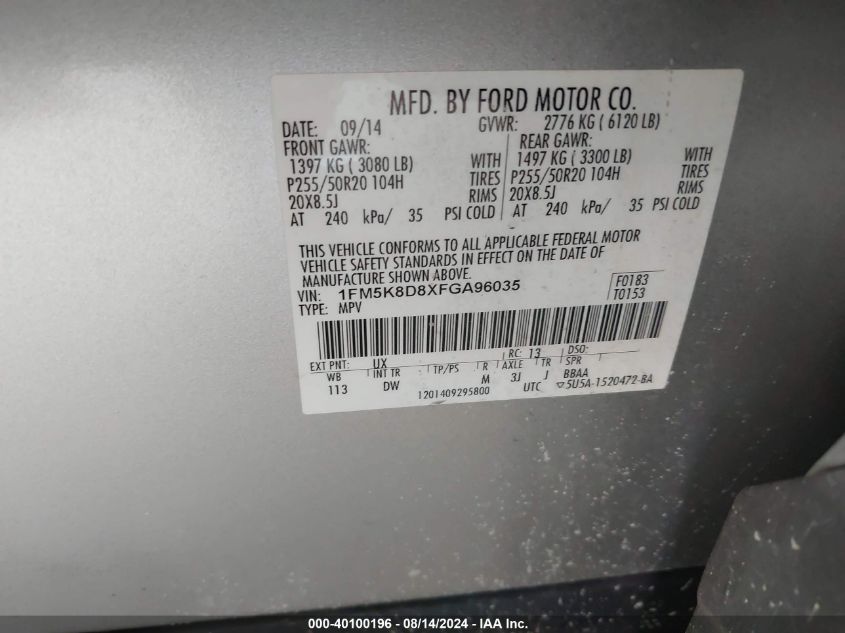 MFD. BY FORD MOTOR CO.
DATE: 09/14 GVWR: 2776 KG ( 6120 LB)
FRONT GAWR: REAR GAWR:
1397 KG ( 3080 LB) WITH 1497 KG ( 3300 LB) WITH
P255/50R20 104H TIRES P255/50R20 104H TIRES
20X8.5J RIMS 20X8.5J RIMS
AT 240 kPa/ 35 PSI COLD AT 240 kPa/ 35 PSI COLD
THIS VEHICLE CONFORMS TO ALL APPLICABLE FEDERAL MOTOR
VEHICLE SAFETY STANDARDS IN EFFECT ON THE DATE OF
MANUFACTURE SHOWN ABOVE.
VIN: 1FM5K8D8XFGA96035 F0183
TYPE: MPV T0153
EXT PNT: UX RC: 13 DSO:
WB INT TR TP/PS R AXLE TR SPR
113 DW M 3J J BBAA
1201409295800 UTC 5U5A-1520472-BA
000-40100196 - 08/14/2024 - IAA Inc.